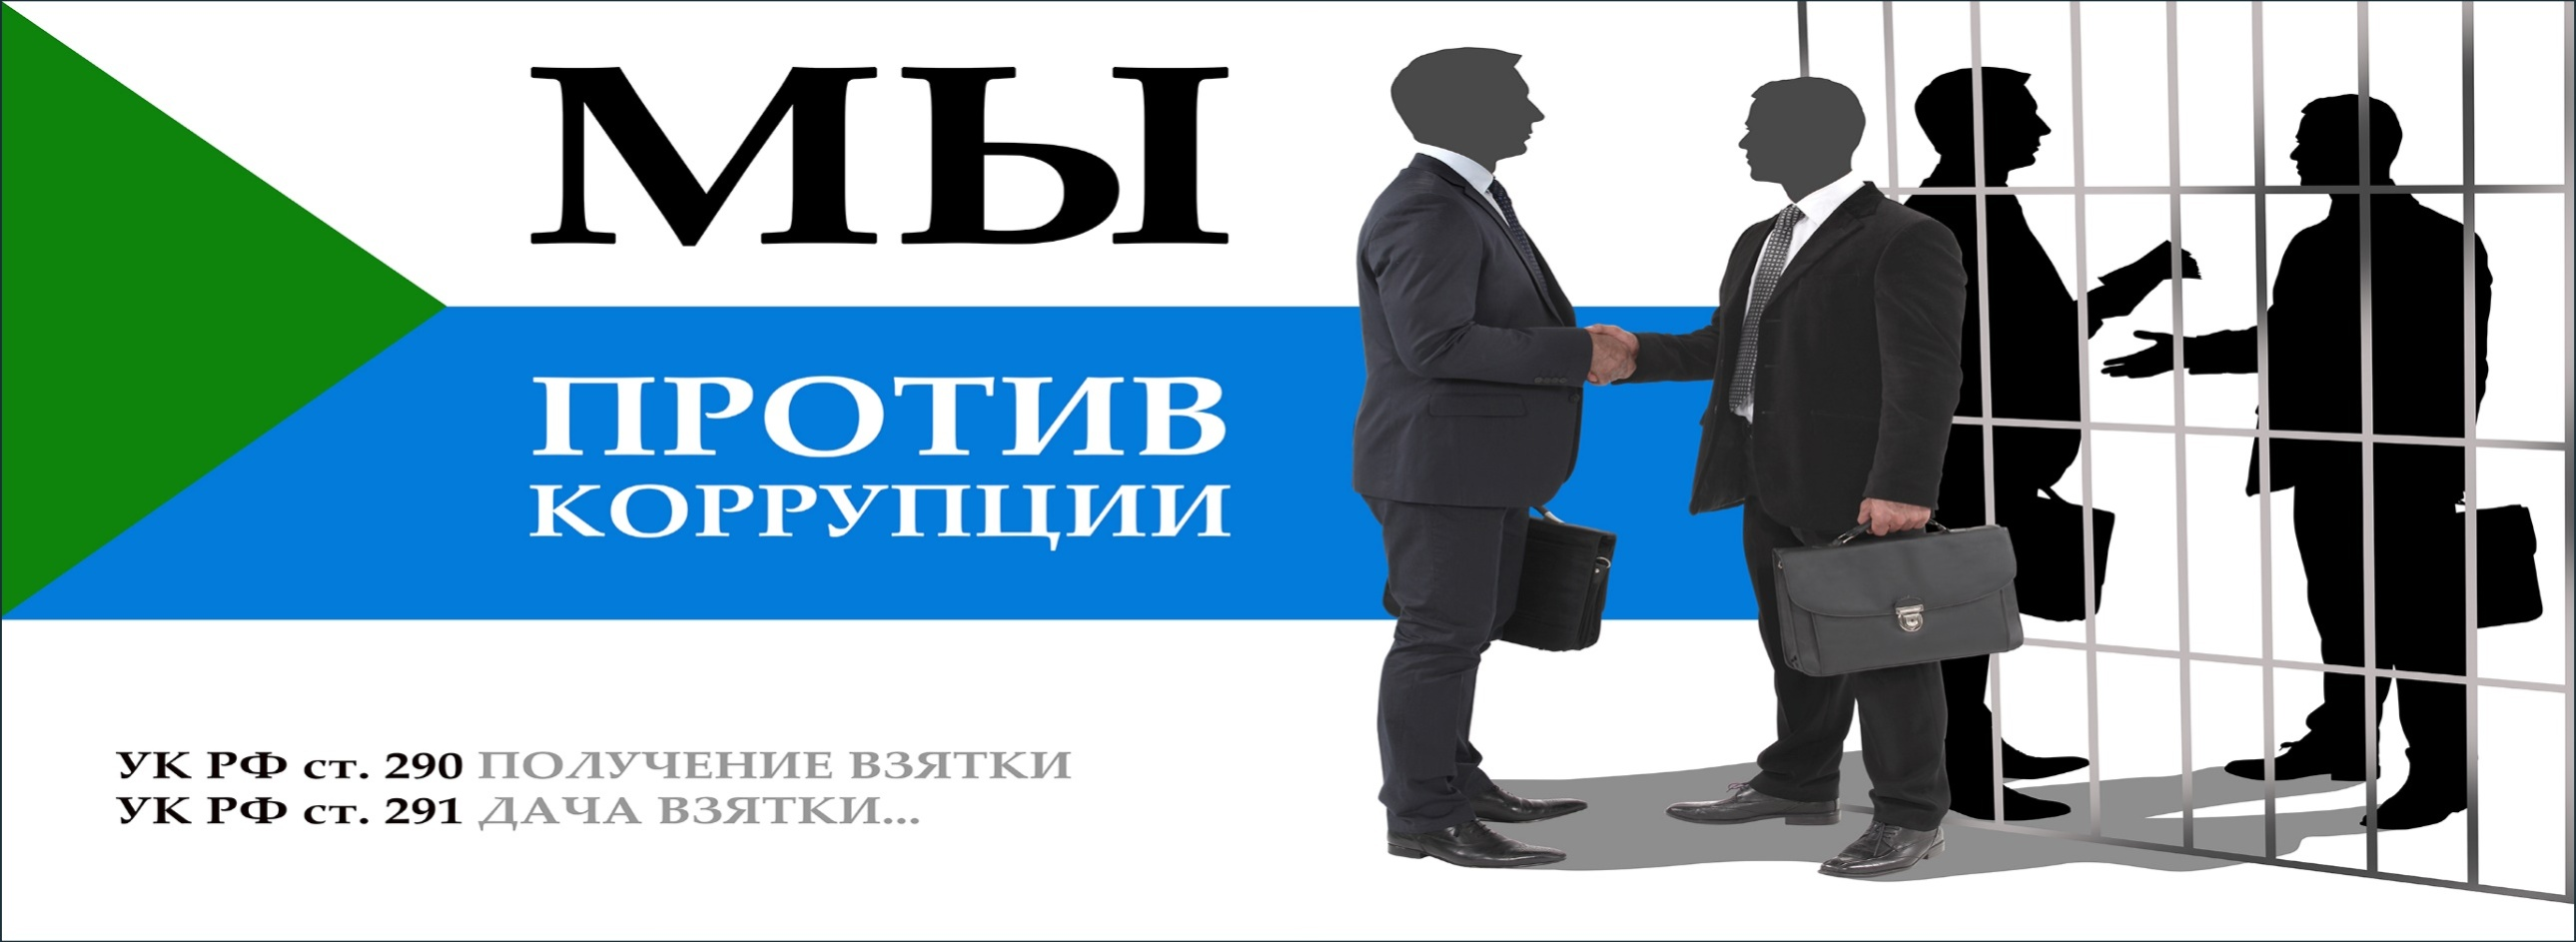 МЫ
ПРОТИВ
КОРРУПЦИИ
УК РФ ст. 290 ПОЛУЧЕНИЕ ВЗЯТКИ
УК РФ ст. 291 ДАЧА ВЗЯТКИ...